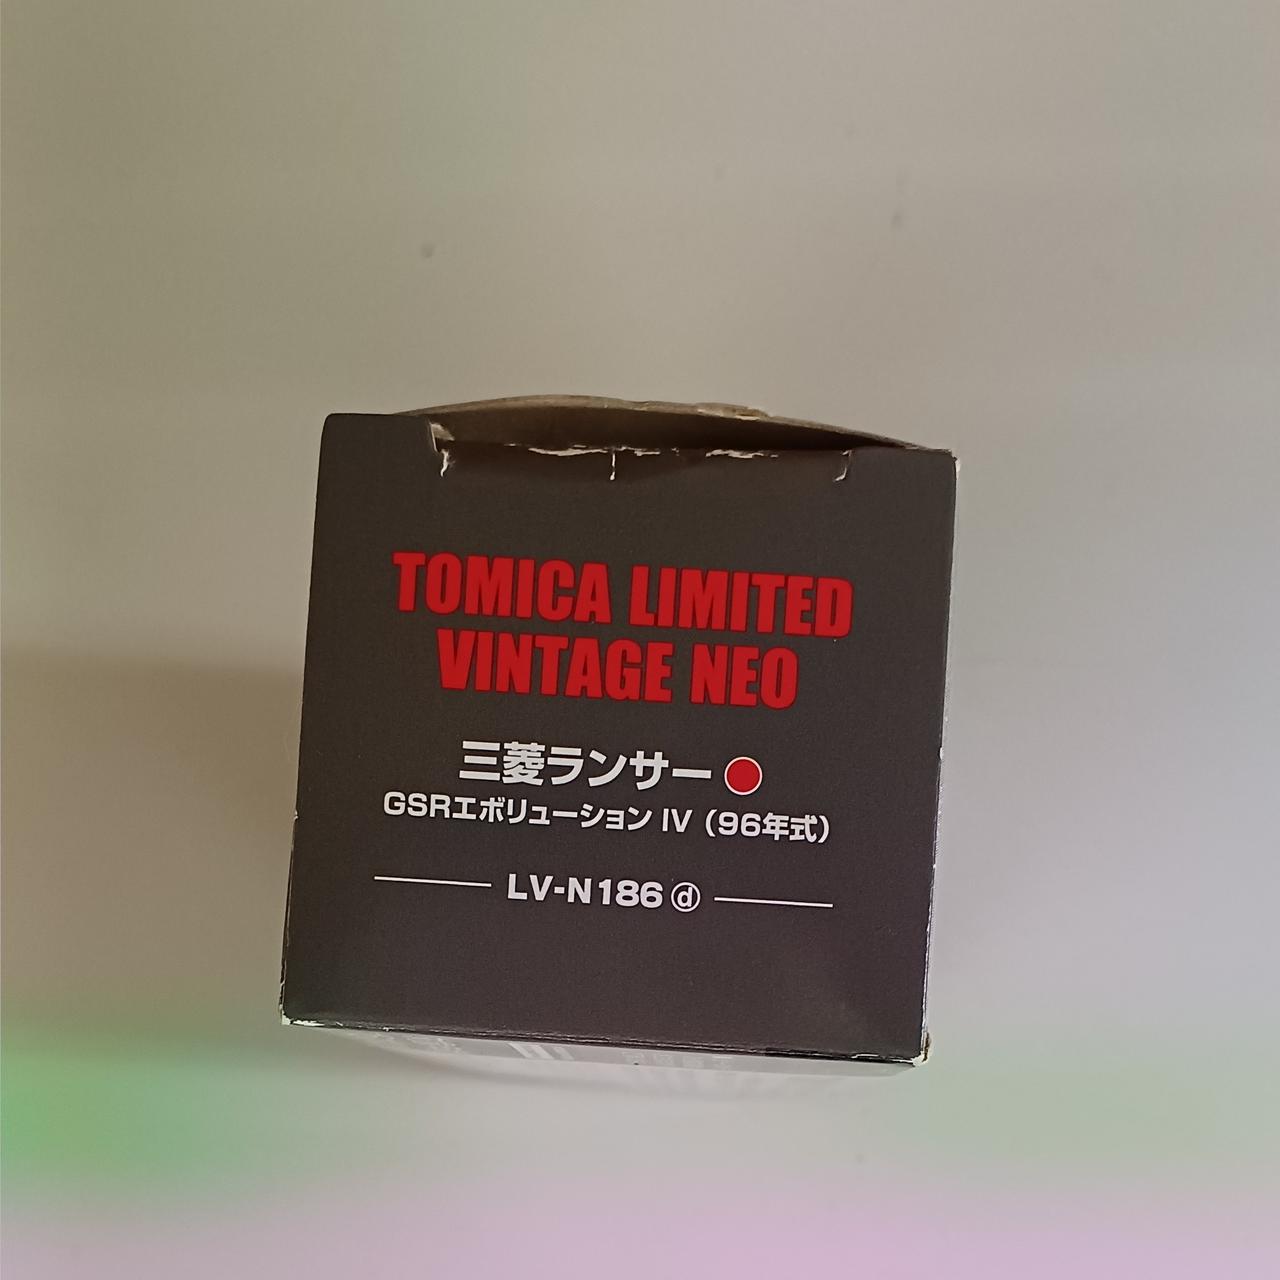 TOMICA LIMITED
VINTAGE NEO
三菱ランサー
GSRエボリューション IV（96年式）
LV-N186 ⓓ